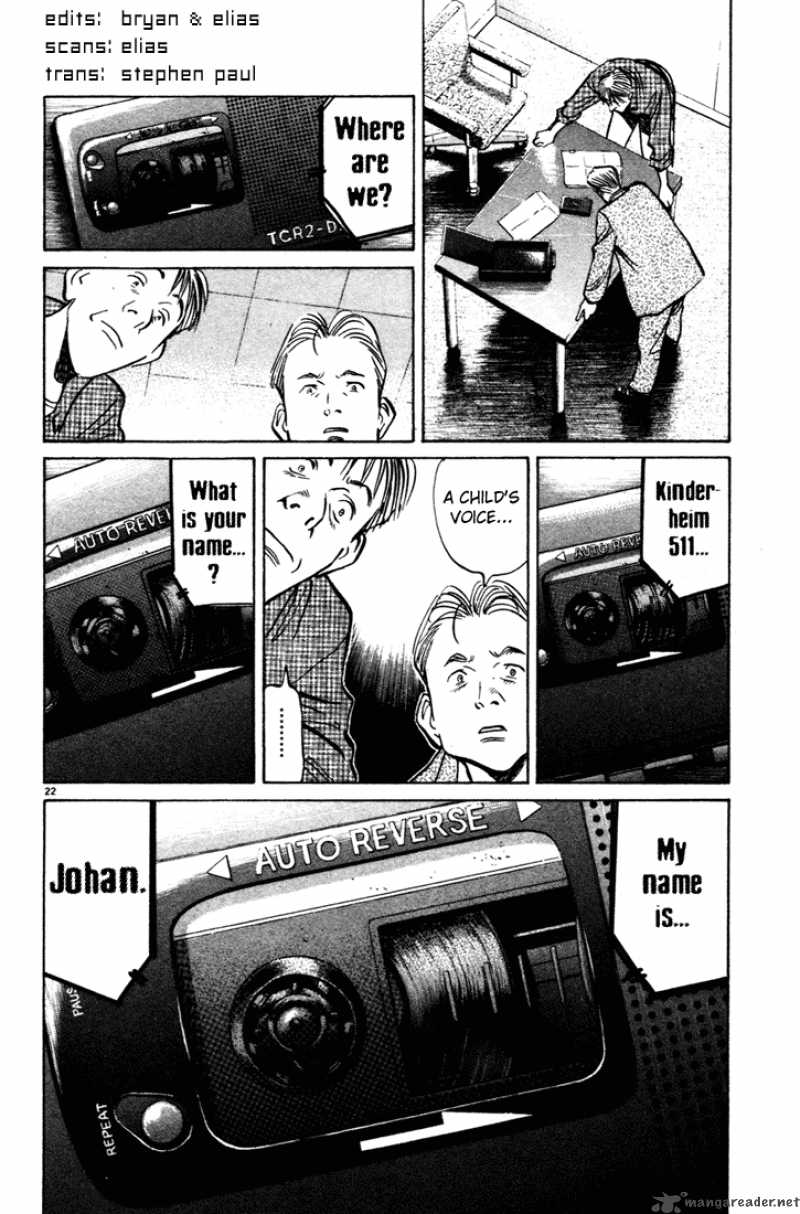 edits: bryan & elias
scans: elias
trans: stephen paul
Where
are
we?
TCR2-D
Kinder-
heim
511...
AUTO REVE
A CHILD'S
VOICE...
........
What
is your
name...
?
AUTO REVE
22
My
name
is...
Johan.
AUTO REVERSE
PAUS
REPEAT
mangareader.net